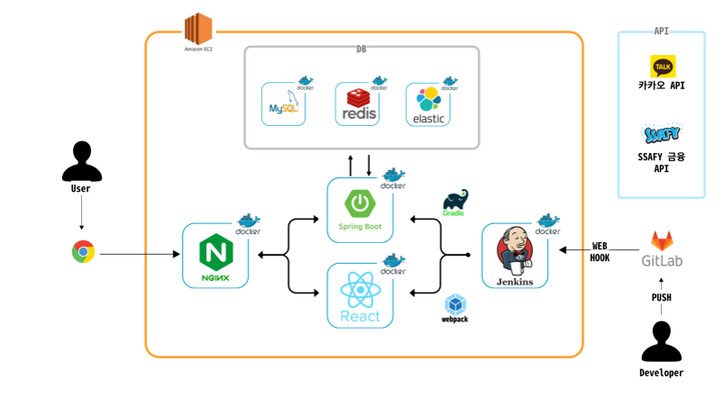 Amazon EC2
DB
API
MySQL
docker
redis
docker
elastic
docker
TALK
카카오 API
SSAFY
SSAFY 금융
API
User
Spring Boot
docker
Gradle
NGINX
docker
React
docker
webpack
Jenkins
docker
WEB
HOOK
GitLab
PUSH
Developer